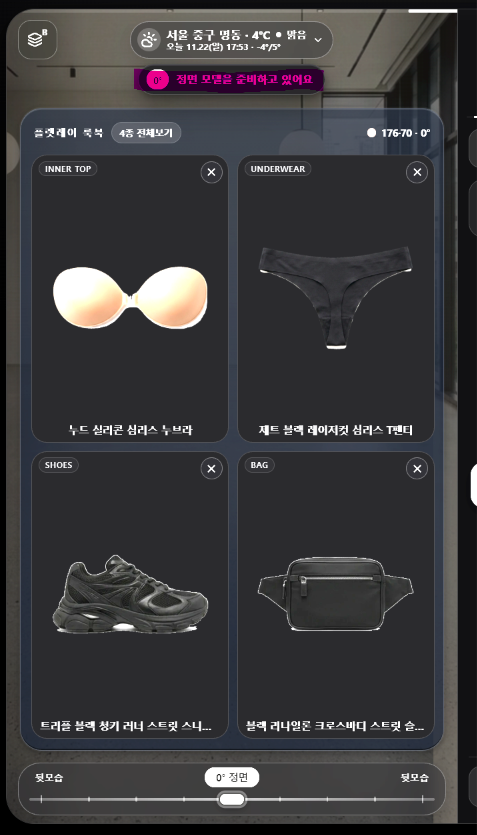 B
서울 중구 명동 · 4°C ● 맑음
오늘 11.22(월) 17:53 · -4°/5°
0° 정면 모델을 준비하고 있어요
플렛레이 룩북 4종 전체보기 176·70 · 0°
INNER TOP
누드 실리콘 심리스 누브라
UNDERWEAR
제트 블랙 레이저컷 심리스 T팬티
SHOES
트리플 블랙 청키 러너 스트릿 스니...
BAG
블랙 리나일론 크로스바디 스트릿 슬...
뒷모습 0° 정면 뒷모습